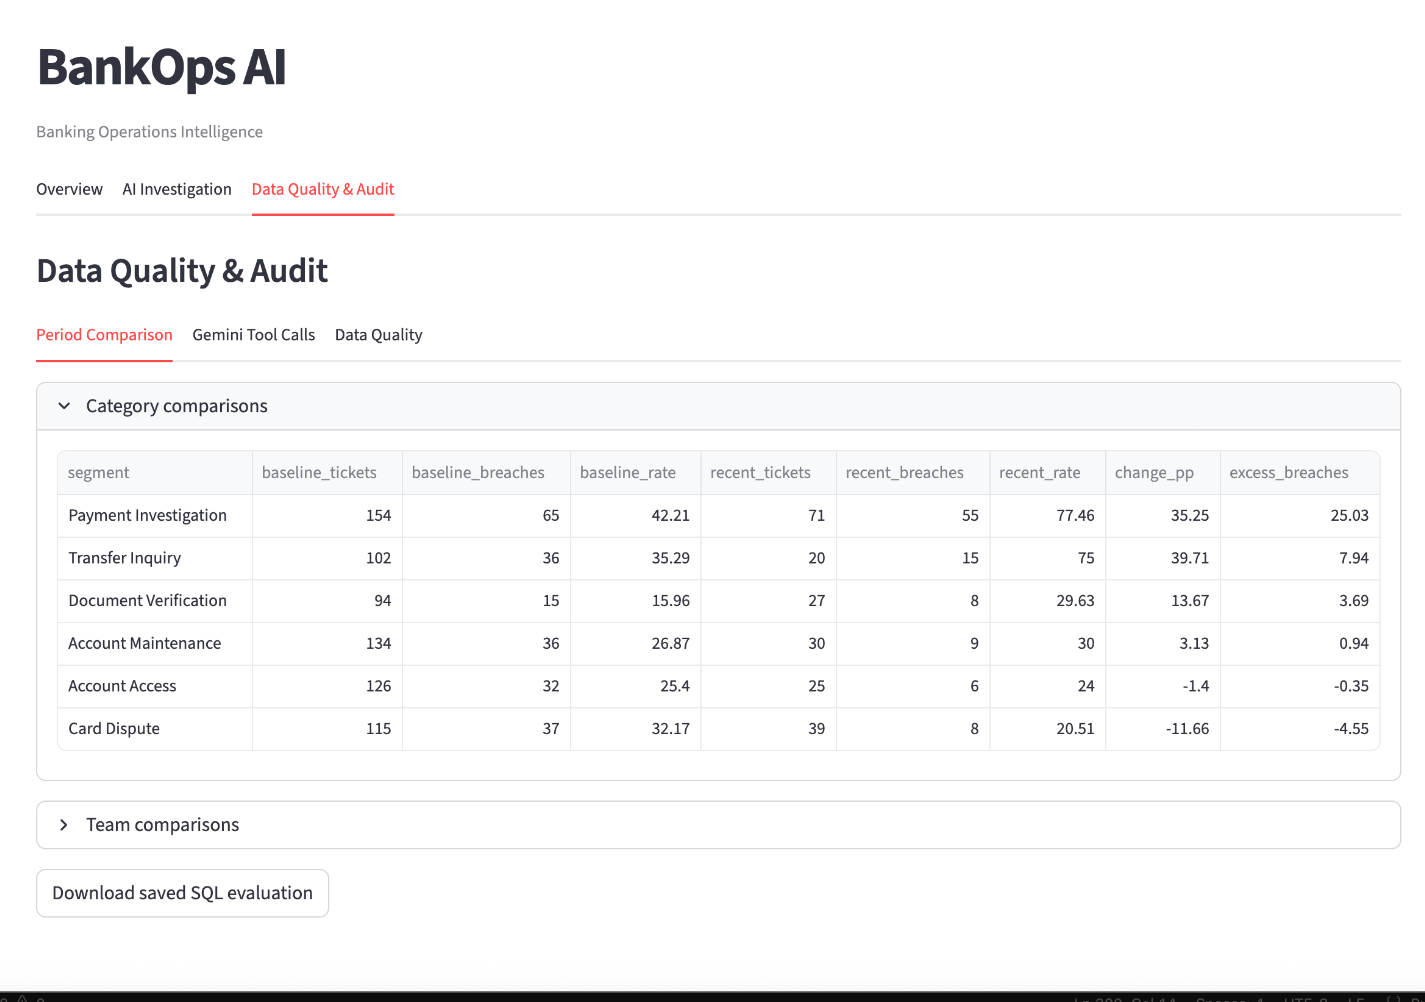 BankOps AI
Banking Operations Intelligence
Overview AI Investigation Data Quality & Audit
Data Quality & Audit
Period Comparison Gemini Tool Calls Data Quality
Category comparisons
segment baseline_tickets baseline_breaches baseline_rate recent_tickets recent_breaches recent_rate change_pp excess_breaches
Payment Investigation 154 65 42.21 71 55 77.46 35.25 25.03
Transfer Inquiry 102 36 35.29 20 15 75 39.71 7.94
Document Verification 94 15 15.96 27 8 29.63 13.67 3.69
Account Maintenance 134 36 26.87 30 9 30 3.13 0.94
Account Access 126 32 25.4 25 6 24 -1.4 -0.35
Card Dispute 115 37 32.17 39 8 20.51 -11.66 -4.55
Team comparisons
Download saved SQL evaluation